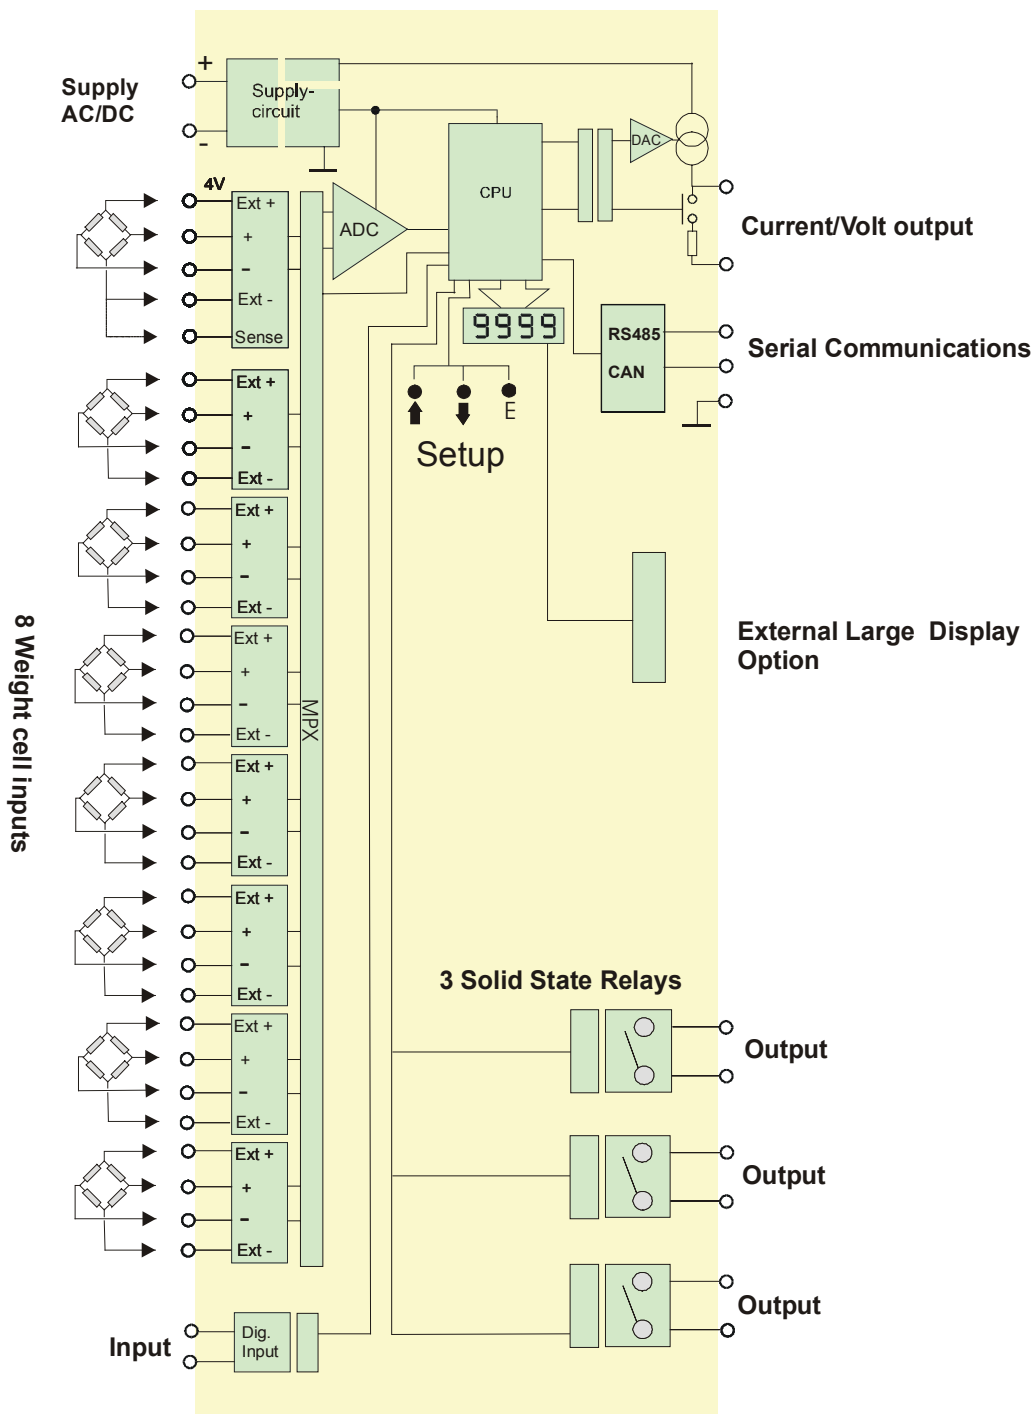 Supply
AC/DC
+
-
Supply-
circuit
DAC
CPU
4V
Ext +
+
-
Ext -
Sense
ADC
Current/Volt output
9999
RS485
CAN
Serial Communications
E
Setup
Ext +
+
-
Ext -
Ext +
+
-
Ext -
8 Weight cell inputs
Ext +
+
-
Ext -
MPX
External Large Display
Option
Ext +
+
-
Ext -
Ext +
+
-
Ext -
3 Solid State Relays
Ext +
+
-
Ext -
Output
Ext +
+
-
Ext -
Output
Output
Input
Dig.
Input